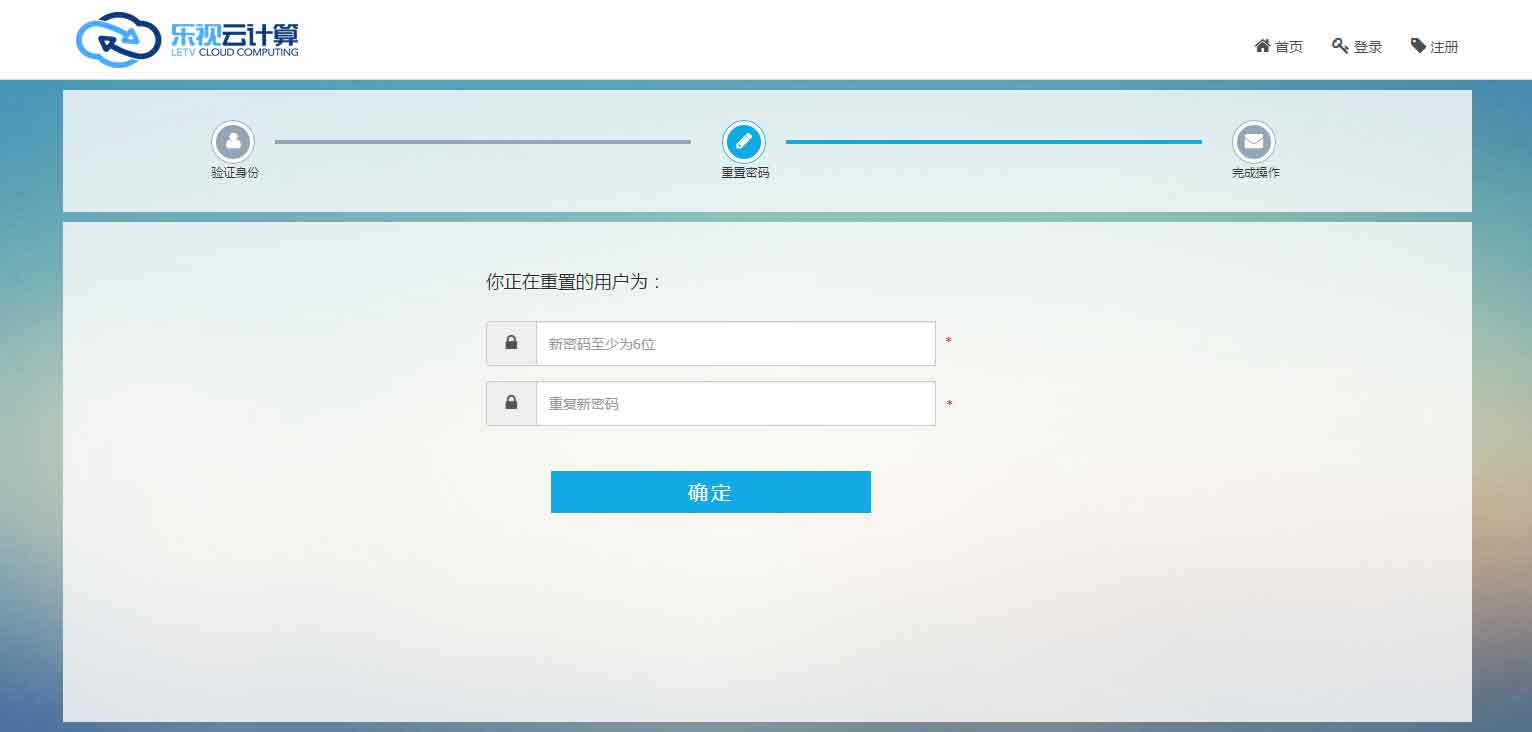 乐视云计算
LETV CLOUD COMPUTING
首页 登录 注册
验证身份 重置密码 完成操作
你正在重置的用户为：
新密码至少为6位 *
重复新密码 *
确定